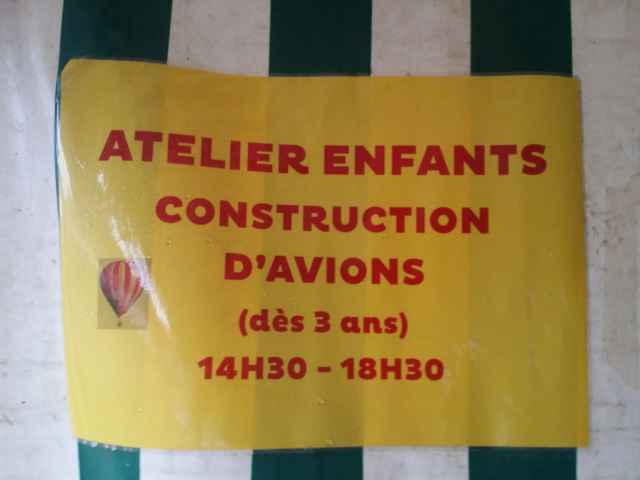 ATELIER ENFANTS
CONSTRUCTION
D'AVIONS
(dès 3 ans)
14H30 - 18H30